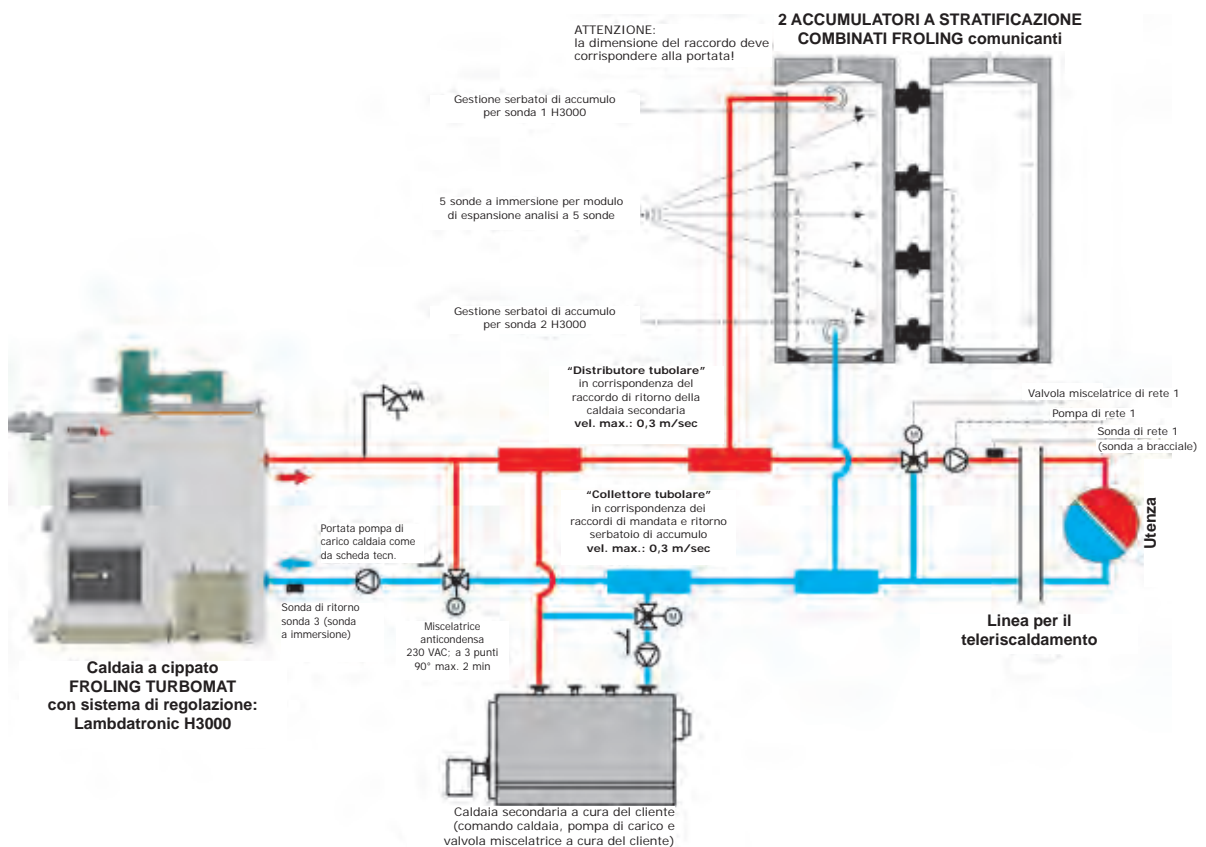 2 ACCUMULATORI A STRATIFICAZIONE
COMBINATI FROLING comunicanti
ATTENZIONE:
la dimensione del raccordo deve
corrispondere alla portata!
Gestione serbatoi di accumulo
per sonda 1 H3000
5 sonde a immersione per modulo
di espansione analisi a 5 sonde
Gestione serbatoi di accumulo
per sonda 2 H3000
“Distributore tubolare”
in corrispondenza del
raccordo di ritorno della
caldaia secondaria
vel. max.: 0,3 m/sec
Valvola miscelatrice di rete 1
Pompa di rete 1
Sonda di rete 1
(sonda a bracciale)
M
“Collettore tubolare”
in corrispondenza dei
raccordi di mandata e ritorno
serbatoio di accumulo
vel. max.: 0,3 m/sec
Utenza
Portata pompa di
carico caldaia come
da scheda tecn.
Sonda di ritorno
sonda 3 (sonda
a immersione)
M
Miscelatrice
anticondensa
230 VAC; a 3 punti
90° max. 2 min
M
Linea per il
teleriscaldamento
Caldaia a cippato
FROLING TURBOMAT
con sistema di regolazione:
Lambdatronic H3000
Caldaia secondaria a cura del cliente
(comando caldaia, pompa di carico e
valvola miscelatrice a cura del cliente)